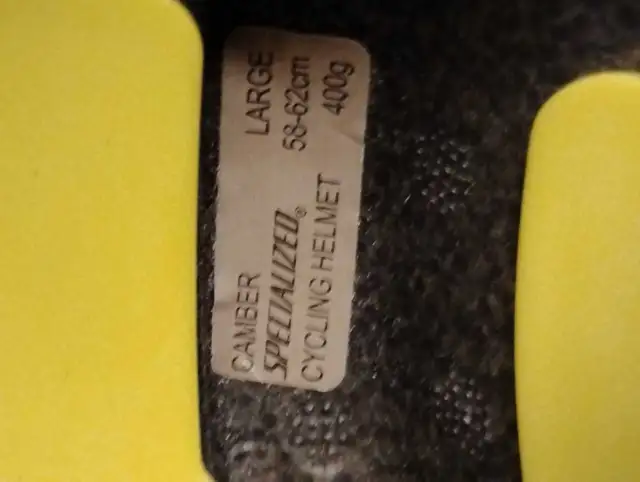 CAMBER LARGE
SPECIALIZED® 58-62cm
CYCLING HELMET 400g